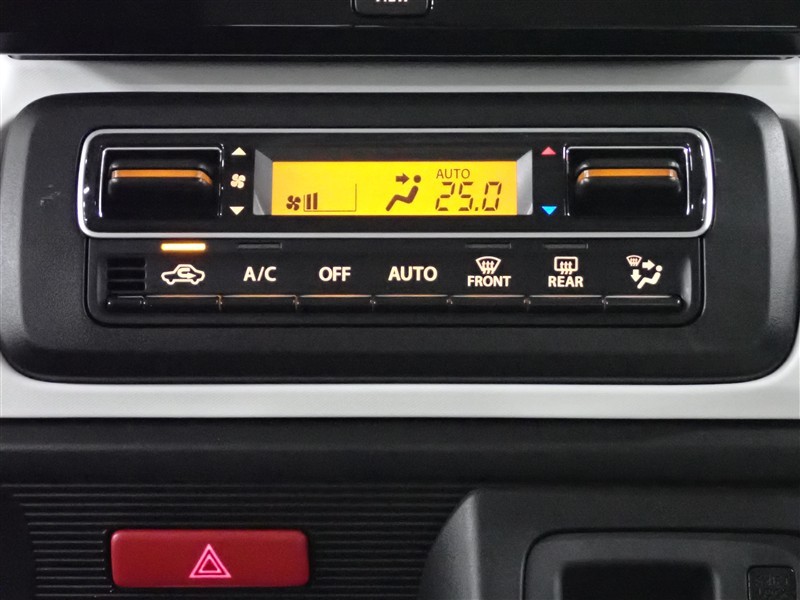 AUTO
25.0
A/C OFF AUTO
FRONT REAR